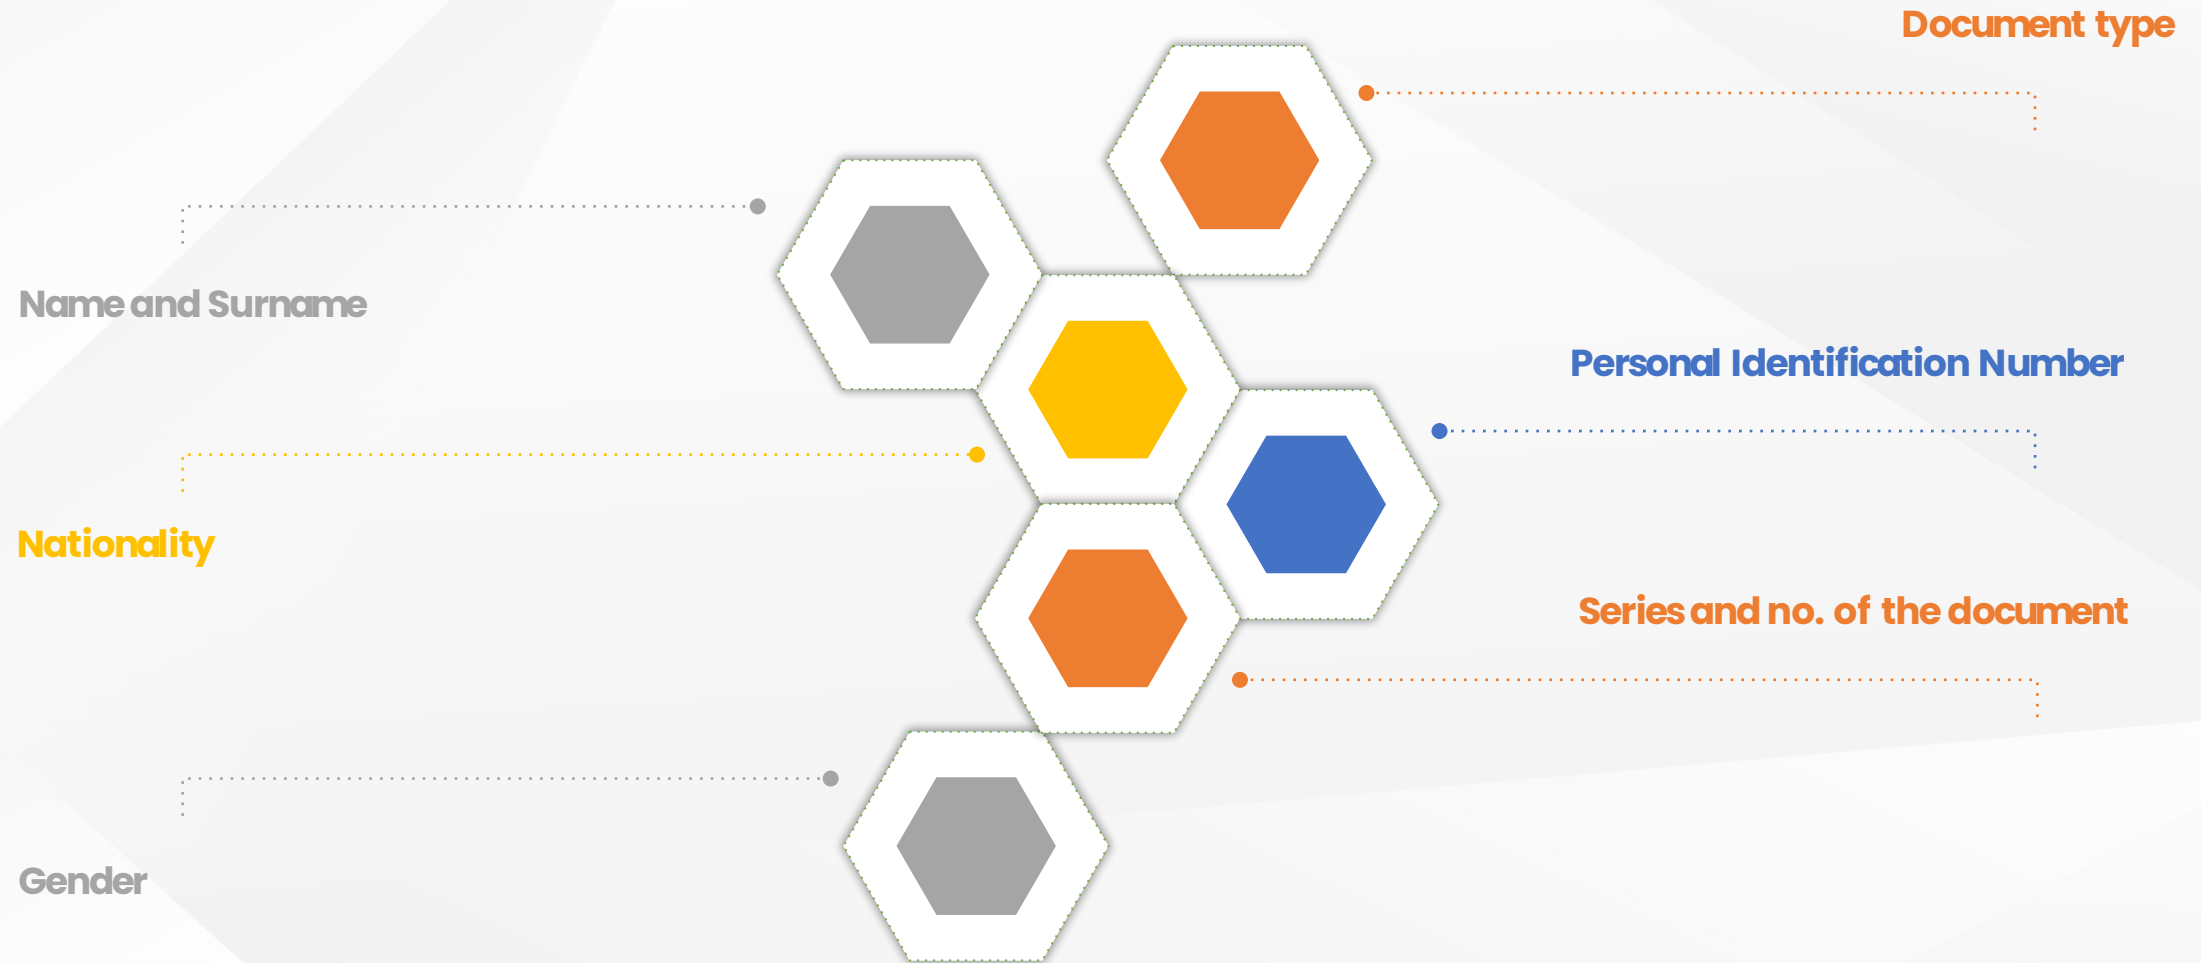 Document type
Name and Surname
Personal Identification Number
Nationality
Series and no. of the document
Gender